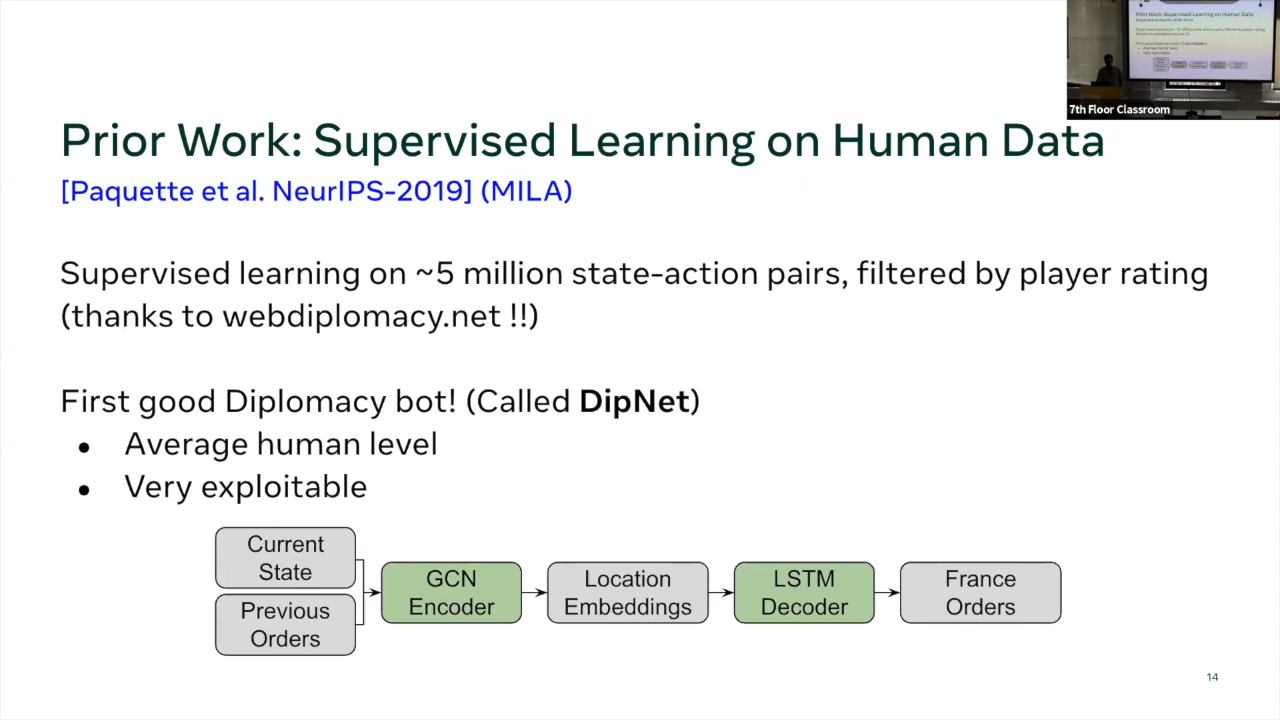 7th Floor Classroom
Prior Work: Supervised Learning on Human Data
[Paquette et al. NeurIPS-2019] (MILA)
Supervised learning on ~5 million state-action pairs, filtered by player rating
(thanks to webdiplomacy.net !!)
First good Diplomacy bot! (Called DipNet)
● Average human level
● Very exploitable
Current
State
Previous
Orders
GCN
Encoder
Location
Embeddings
LSTM
Decoder
France
Orders
14